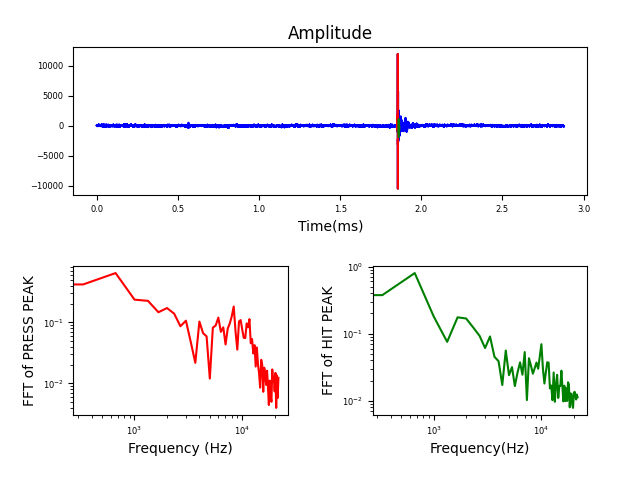 Amplitude
10000
5000
0
−5000
−10000
0.0 0.5 1.0 1.5 2.0 2.5 3.0
Time(ms)
FFT of PRESS PEAK
10⁻¹
10⁻²
10³ 10⁴
Frequency (Hz)
FFT of HIT PEAK
10⁰
10⁻¹
10⁻²
10³ 10⁴
Frequency(Hz)